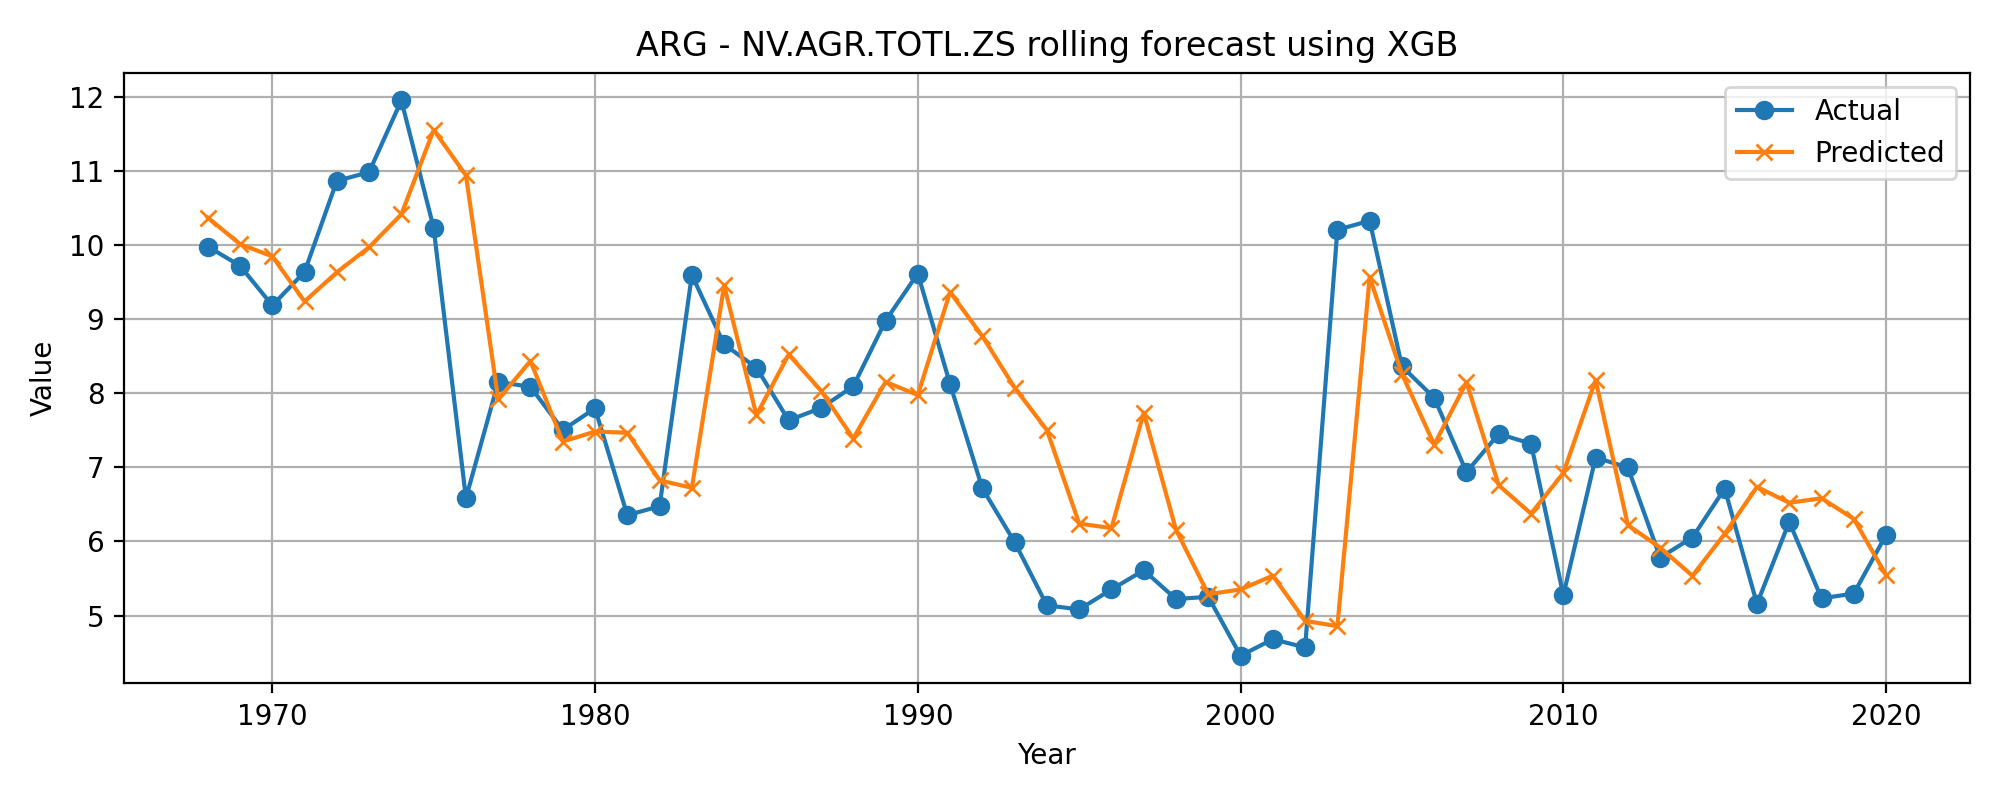 ARG - NV.AGR.TOTL.ZS rolling forecast using XGB
Actual
Predicted
Value
12
11
10
9
8
7
6
5
1970 1980 1990 2000 2010 2020
Year